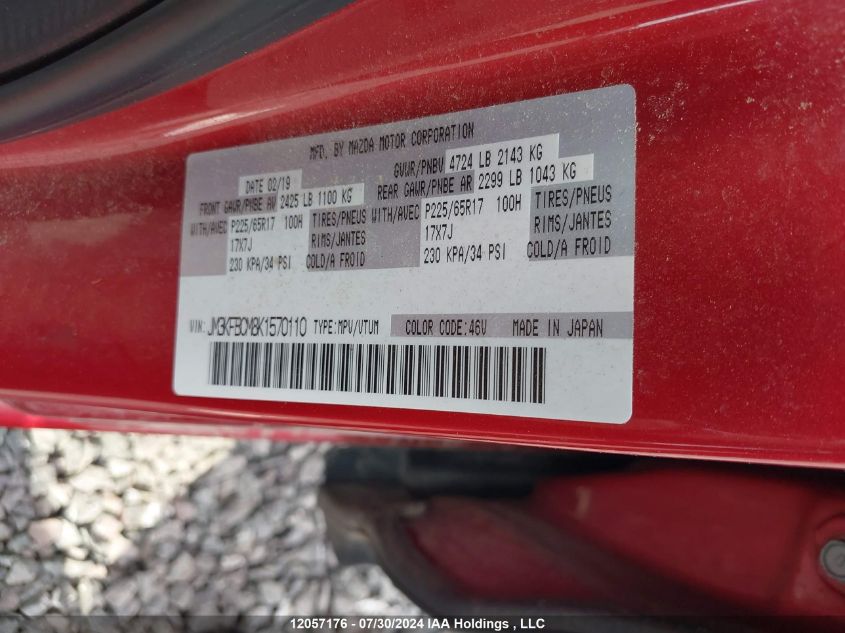 MFD. BY MAZDA MOTOR CORPORATION
DATE 02/19 GVWR/PNBV 4724 LB 2143 KG
FRONT GAWR/PNBE AV 2425 LB 1100 KG REAR GAWR/PNBE AR 2299 LB 1043 KG
WITH/AVEC P225/65R17 100H TIRES/PNEUS WITH/AVEC P225/65R17 100H TIRES/PNEUS
17X7J RIMS/JANTES 17X7J RIMS/JANTES
230 KPA/34 PSI COLD/A FROID 230 KPA/34 PSI COLD/A FROID
VIN: JM3KFBCM8K1570110 TYPE:MPV/VTUM COLOR CODE:46V MADE IN JAPAN
12057176 - 07/30/2024 IAA Holdings , LLC